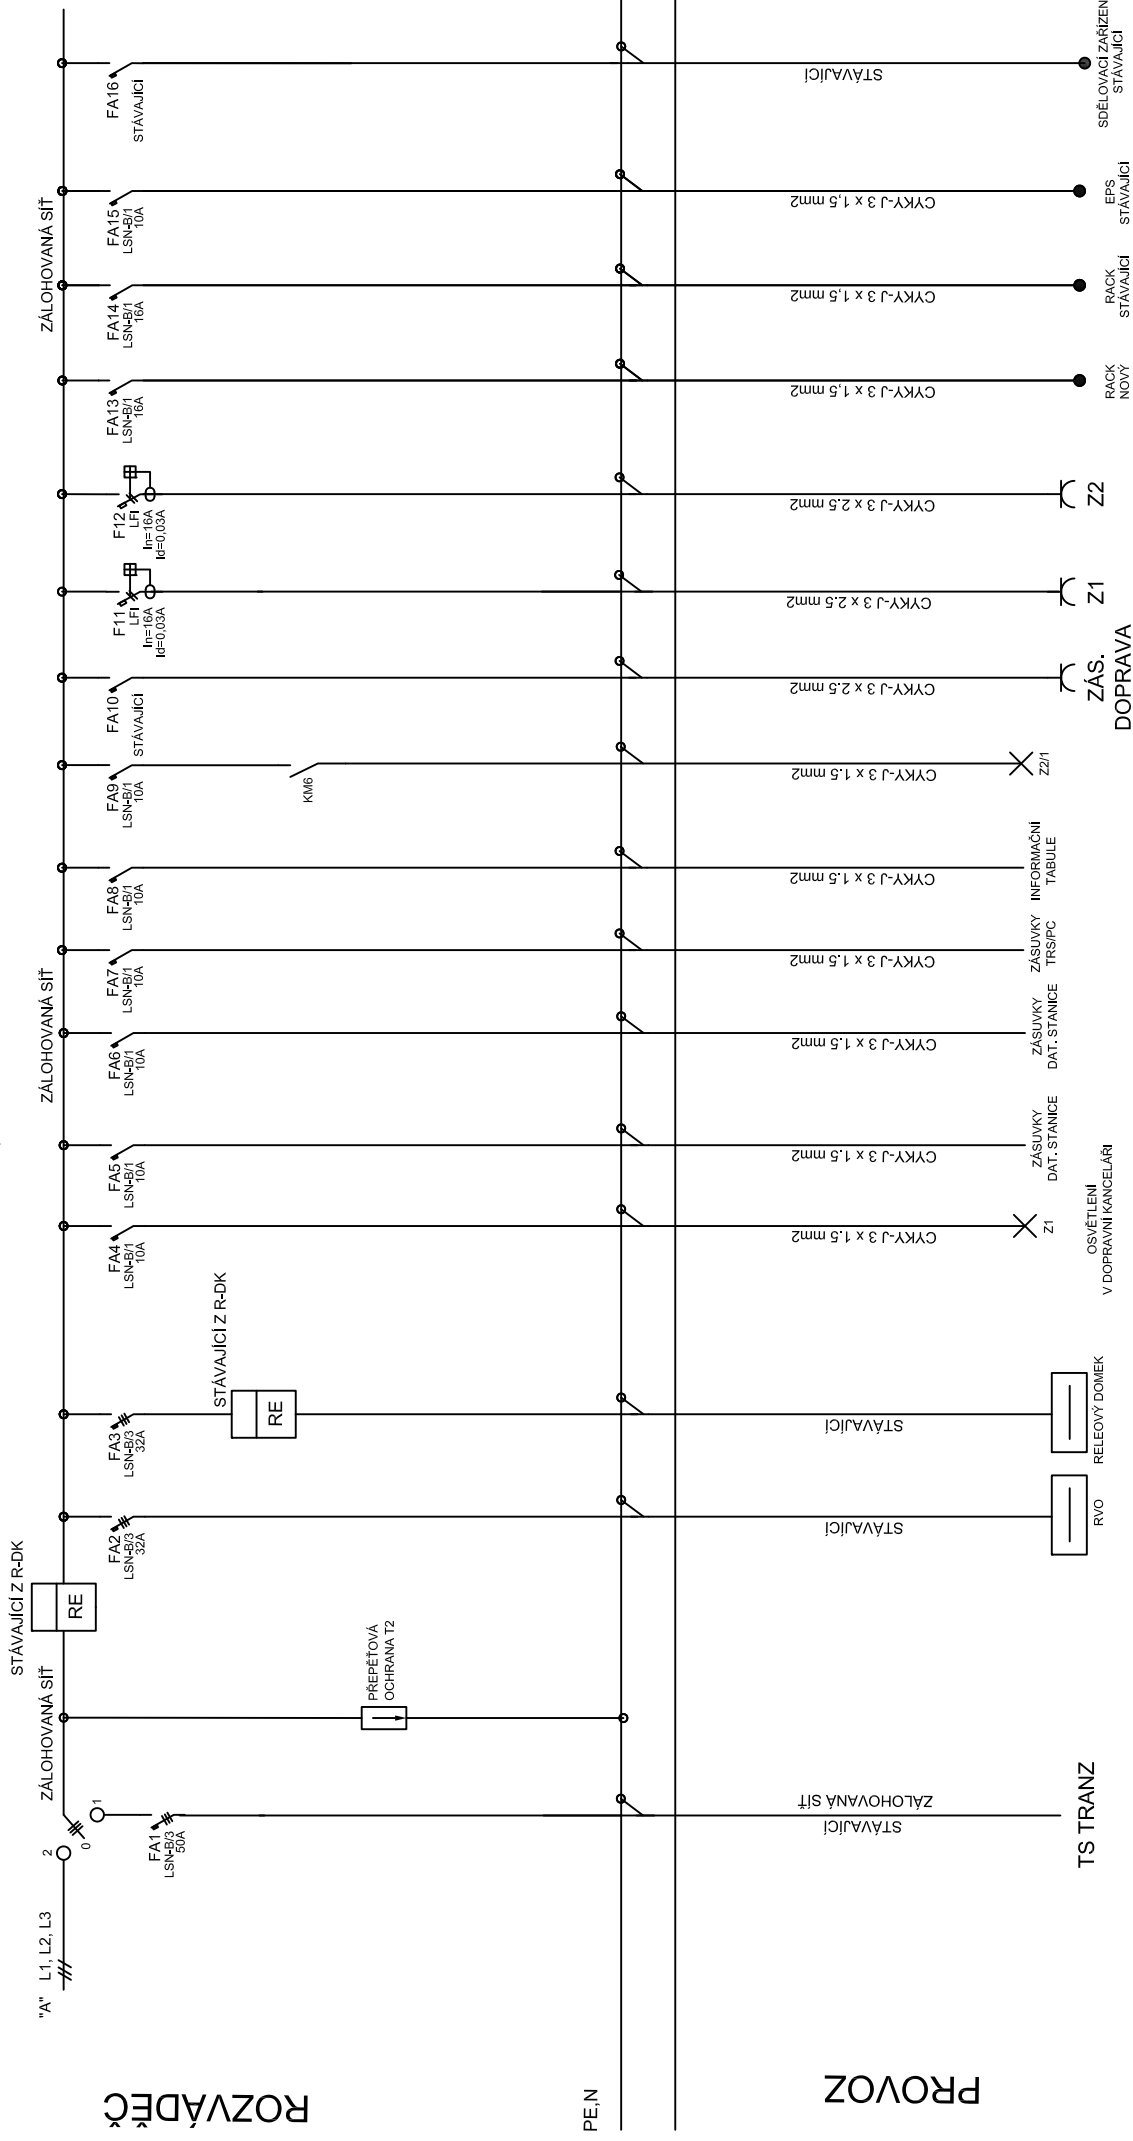 "A"
L1, L2, L3
2
0
1
ZÁLOHOVANÁ SÍŤ
STÁVAJÍCÍ Z R-DK
RE
ZÁLOHOVANÁ SÍŤ
ZÁLOHOVANÁ SÍŤ
FA1
LSN-B/3
50A
PŘEPĚŤOVÁ
OCHRANA T2
FA2
LSN-B/3
32A
FA3
LSN-B/3
32A
STÁVAJÍCÍ Z R-DK
RE
FA4
LSN-B/1
10A
FA5
LSN-B/1
10A
FA6
LSN-B/1
10A
FA7
LSN-B/1
10A
FA8
LSN-B/1
10A
FA9
LSN-B/1
10A
KM6
FA10
STÁVAJÍCÍ
F11
LFI
In=16A
Id=0,03A
F12
LFI
In=16A
Id=0,03A
FA13
LSN-B/1
16A
FA14
LSN-B/1
16A
FA15
LSN-B/1
10A
FA16
STÁVAJÍCÍ
ROZVÁDĚČ
PE,N
PROVOZ
ZÁLOHOVANÁ SÍŤ
STÁVAJÍCÍ
STÁVAJÍCÍ
STÁVAJÍCÍ
CYKY-J 3 x 1.5 mm2
CYKY-J 3 x 1.5 mm2
CYKY-J 3 x 1.5 mm2
CYKY-J 3 x 1.5 mm2
CYKY-J 3 x 1.5 mm2
CYKY-J 3 x 1.5 mm2
CYKY-J 3 x 2.5 mm2
CYKY-J 3 x 2.5 mm2
CYKY-J 3 x 2.5 mm2
CYKY-J 3 x 1,5 mm2
CYKY-J 3 x 1,5 mm2
CYKY-J 3 x 1,5 mm2
STÁVAJÍCÍ
TS TRANZ
RVO
RELEOVÝ DOMEK
Z1
OSVĚTLENÍ
V DOPRAVNÍ KANCELÁŘI
ZÁSUVKY
DAT. STANICE
ZÁSUVKY
DAT. STANICE
ZÁSUVKY
TRS/PC
INFORMAČNÍ
TABULE
Z2/1
ZÁS.
DOPRAVA
Z1
Z2
RACK
NOVÝ
RACK
STÁVAJÍCÍ
EPS
STÁVAJÍCÍ
SDĚLOVACÍ ZAŘÍZEN
STÁVAJÍCÍ